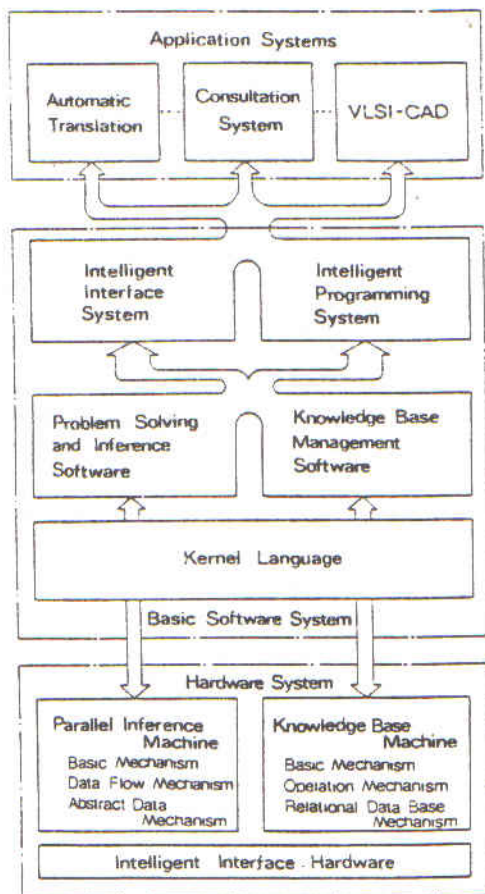 Application Systems
Automatic
Translation
Consultation
System
VLSI-CAD
Intelligent
Interface
System
Intelligent
Programming
System
Problem Solving
and Inference
Software
Knowledge Base
Management
Software
Kernel Language
Basic Software System
Hardware System
Parallel Inference
Machine
Basic Mechanism
Data Flow Mechanism
Abstract Data
Mechanism
Knowledge Base
Machine
Basic Mechanism
Operation Mechanism
Relational Data Base
Mechanism
Intelligent Interface Hardware